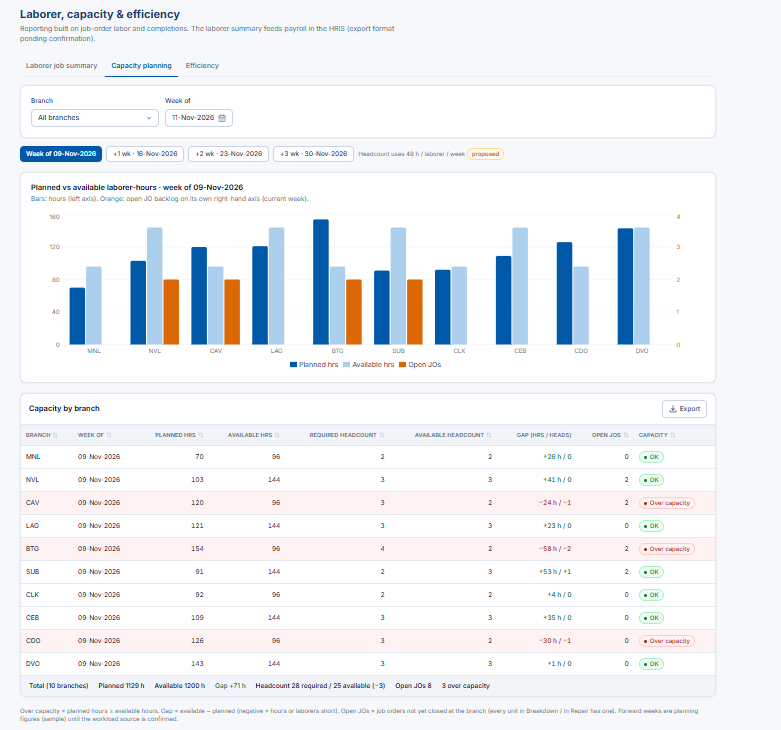 Laborer, capacity & efficiency
Reporting built on job-order labor and completions. The laborer summary feeds payroll in the HRIS (export format
pending confirmation).
Laborer job summary Capacity planning Efficiency
Branch Week of
All branches 11-Nov-2026
Week of 09-Nov-2026 +1 wk · 16-Nov-2026 +2 wk · 23-Nov-2026 +3 wk · 30-Nov-2026 Headcount uses 48 h / laborer / week proposed
Planned vs available laborer-hours · week of 09-Nov-2026
Bars: hours (left axis). Orange: open JO backlog on its own right-hand axis (current week).
160 4
120 3
80 2
40 1
0 0
MNL NVL CAV LAG BTG SUB CLK CEB CDO DVO
Planned hrs Available hrs Open JOs
Capacity by branch Export
BRANCH WEEK OF PLANNED HRS AVAILABLE HRS REQUIRED HEADCOUNT AVAILABLE HEADCOUNT GAP (HRS / HEADS) OPEN JOS CAPACITY
MNL 09-Nov-2026 70 96 2 2 +26 h / 0 0 OK
NVL 09-Nov-2026 103 144 3 3 +41 h / 0 2 OK
CAV 09-Nov-2026 120 96 3 2 −24 h / −1 2 Over capacity
LAG 09-Nov-2026 121 144 3 3 +23 h / 0 0 OK
BTG 09-Nov-2026 154 96 4 2 −58 h / −2 2 Over capacity
SUB 09-Nov-2026 91 144 2 3 +53 h / +1 2 OK
CLK 09-Nov-2026 92 96 2 2 +4 h / 0 0 OK
CEB 09-Nov-2026 109 144 3 3 +35 h / 0 0 OK
CDO 09-Nov-2026 126 96 3 2 −30 h / −1 0 Over capacity
DVO 09-Nov-2026 143 144 3 3 +1 h / 0 0 OK
Total (10 branches) Planned 1129 h Available 1200 h Gap +71 h Headcount 28 required / 25 available (−3) Open JOs 8 3 over capacity
Over capacity = planned hours ≥ available hours. Gap = available − planned (negative = hours or laborers short). Open JOs = job orders not yet closed at the branch (every unit in Breakdown / In Repair has one). Forward weeks are planning
figures (sample) until the workload source is confirmed.